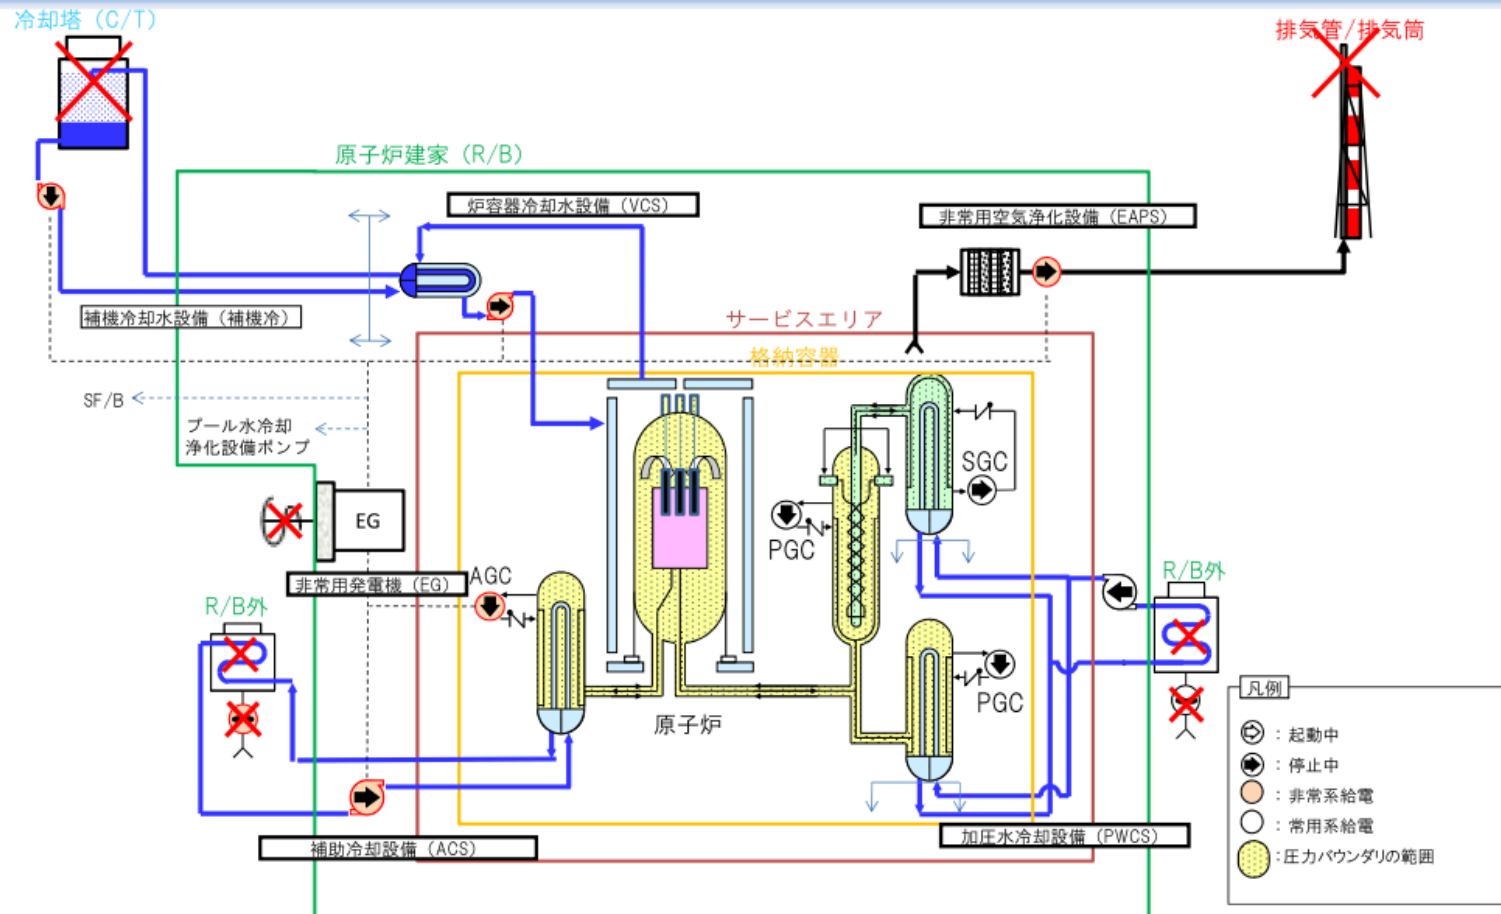 冷却塔（C/T）
排気管/排気筒
原子炉建家（R/B）
炉容器冷却水設備（VCS）
非常用空気浄化設備（EAPS）
補機冷却水設備（補機冷）
サービスエリア
格納容器
SF/B
プール水冷却
浄化設備ポンプ
SGC
EG
PGC
非常用発電機（EG）
AGC
R/B外
R/B外
PGC
原子炉
凡例
：起動中
：停止中
：非常系給電
：常用系給電
：圧力バウンダリの範囲
加圧水冷却設備（PWCS）
補助冷却設備（ACS）